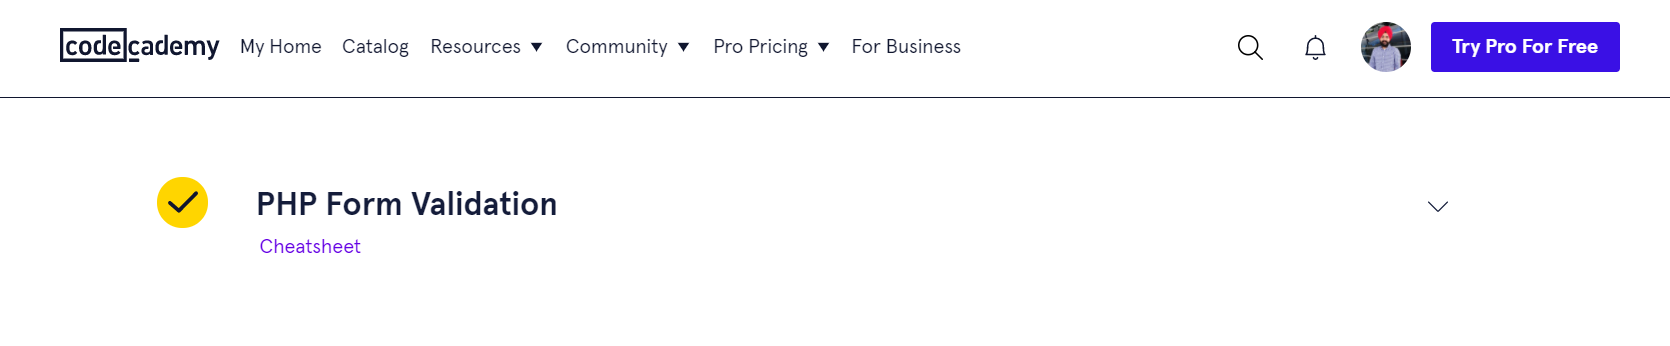 codecademy My Home Catalog Resources Community Pro Pricing For Business Try Pro For Free
PHP Form Validation
Cheatsheet